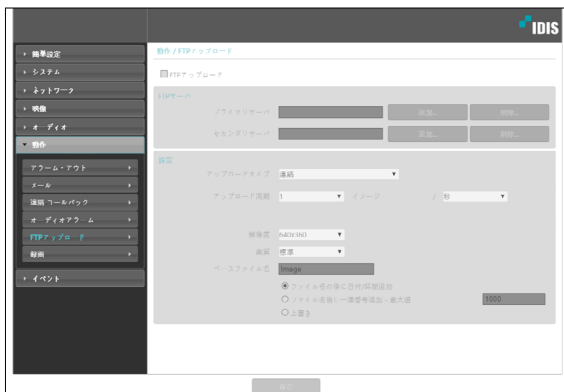 IDIS
簡単設定
システム
ネットワーク
映像
オーディオ
動作
アラーム・アウト
メール
遠隔 コールバック
オーディオアラーム
FTPアップロード
録画
イベント
動作 / FTPアップロード
FTPアップロード
FTPサーバ
プライマリサーバ 追加... 削除...
セカンダリサーバ 追加... 削除...
設定
アップロードタイプ 連続
アップロード周期 1 イメージ / 秒
解像度 640x360
画質 標準
ベースファイル名 Image
ファイル名の後に日付/時間追加
ファイル名後に一連番号追加 - 最大値 1000
上書き